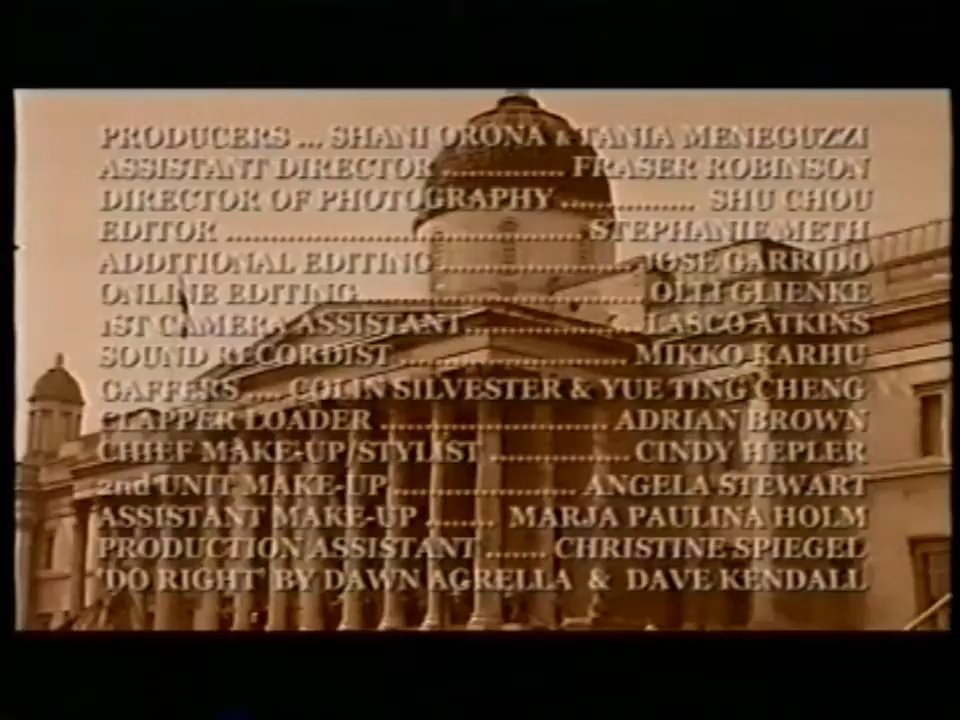 PRODUCERS ... SHANI ORONA & TANIA MENEGUZZI
ASSISTANT DIRECTOR ............. FRASER ROBINSON
DIRECTOR OF PHOTOGRAPHY .............. SHU CHOU
EDITOR ...................................... STEPHANIE METH
ADDITIONAL EDITING ...................... JOSE GARRIDO
ONLINE EDITING................................ OLLI GLIENKE
1ST CAMERA ASSISTANT................... LASCO ATKINS
SOUND RECORDIST ......................... MIKKO KARHU
GAFFERS .... COLIN SILVESTER & YUE TING CHENG
CLAPPER LOADER ......................... ADRIAN BROWN
CHIEF MAKE-UP/STYLIST ............... CINDY HEPLER
2nd UNIT MAKE-UP .................... ANGELA STEWART
ASSISTANT MAKE-UP ........ MARJA PAULINA HOLM
PRODUCTION ASSISTANT ....... CHRISTINE SPIEGEL
'DO RIGHT' BY DAWN AGRELLA & DAVE KENDALL